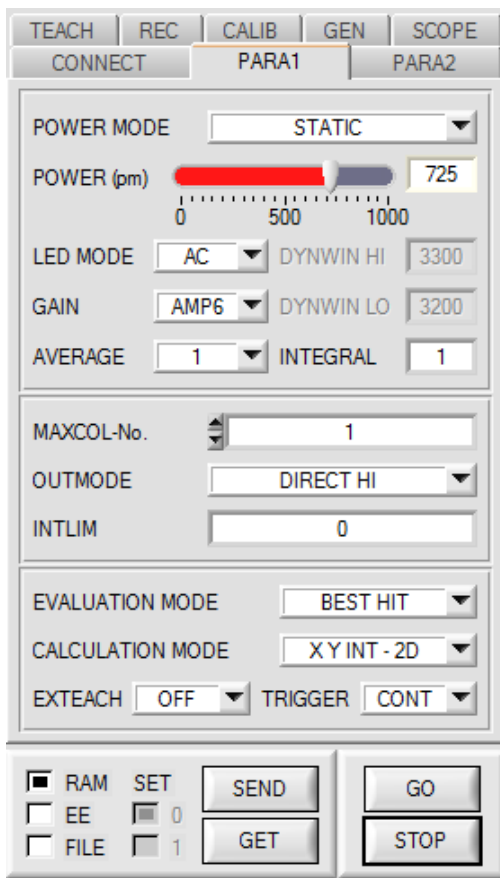 TEACH REC CALIB GEN SCOPE
CONNECT PARA1 PARA2
POWER MODE STATIC
POWER (pm) 725
0 500 1000
LED MODE AC DYNWIN HI 3300
GAIN AMP6 DYNWIN LO 3200
AVERAGE 1 INTEGRAL 1
MAXCOL-No. 1
OUTMODE DIRECT HI
INTLIM 0
EVALUATION MODE BEST HIT
CALCULATION MODE X Y INT - 2D
EXTEACH OFF TRIGGER CONT
RAM SET SEND GO
EE 0
FILE 1 GET STOP